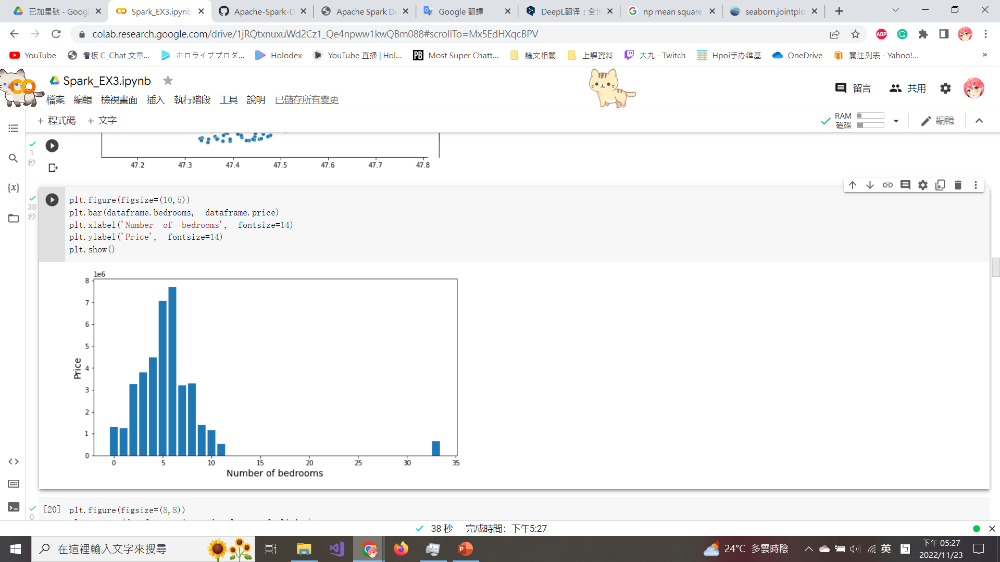 已加星號 - Googl
Spark_EX3.ipynb
Apache-Spark-D
Apache Spark De
Google 翻譯
DeepL翻译：全世
np mean square
seaborn.jointplo
colab.research.google.com/drive/1jRQtxnuxuWd2Cz1_Qe4npww1kwQBm088#scrollTo=Mx5EdHXqcBPV
ABP
YouTube
看板 C_Chat 文章...
ホロライブプロダ...
Holodex
YouTube 直播 | Hol...
PB
Most Super Chatt...
論文相關
上課資料
大丸 - Twitch
Hpoi手办维基
OneDrive
關注列表 - Yahoo!...
»
Spark_EX3.ipynb
留言
共用
檔案 編輯 檢視畫面 插入 執行階段 工具 說明 已儲存所有變更
+ 程式碼 + 文字
RAM
磁碟
編輯
1
秒
47.2 47.3 47.4 47.5 47.6 47.7 47.8
{x}
38
秒
plt.figure(figsize=(10,5))
plt.bar(dataframe.bedrooms, dataframe.price)
plt.xlabel('Number of bedrooms', fontsize=14)
plt.ylabel('Price', fontsize=14)
plt.show()
1e6
8
7
6
5
4
3
2
1
0
Price
0 5 10 15 20 25 30 35
Number of bedrooms
[20] plt.figure(figsize=(8,8))
0
38 秒 完成時間：下午5:27
在這裡輸入文字來搜尋
24°C 多雲時陰
英
下午 05:27
2022/11/23